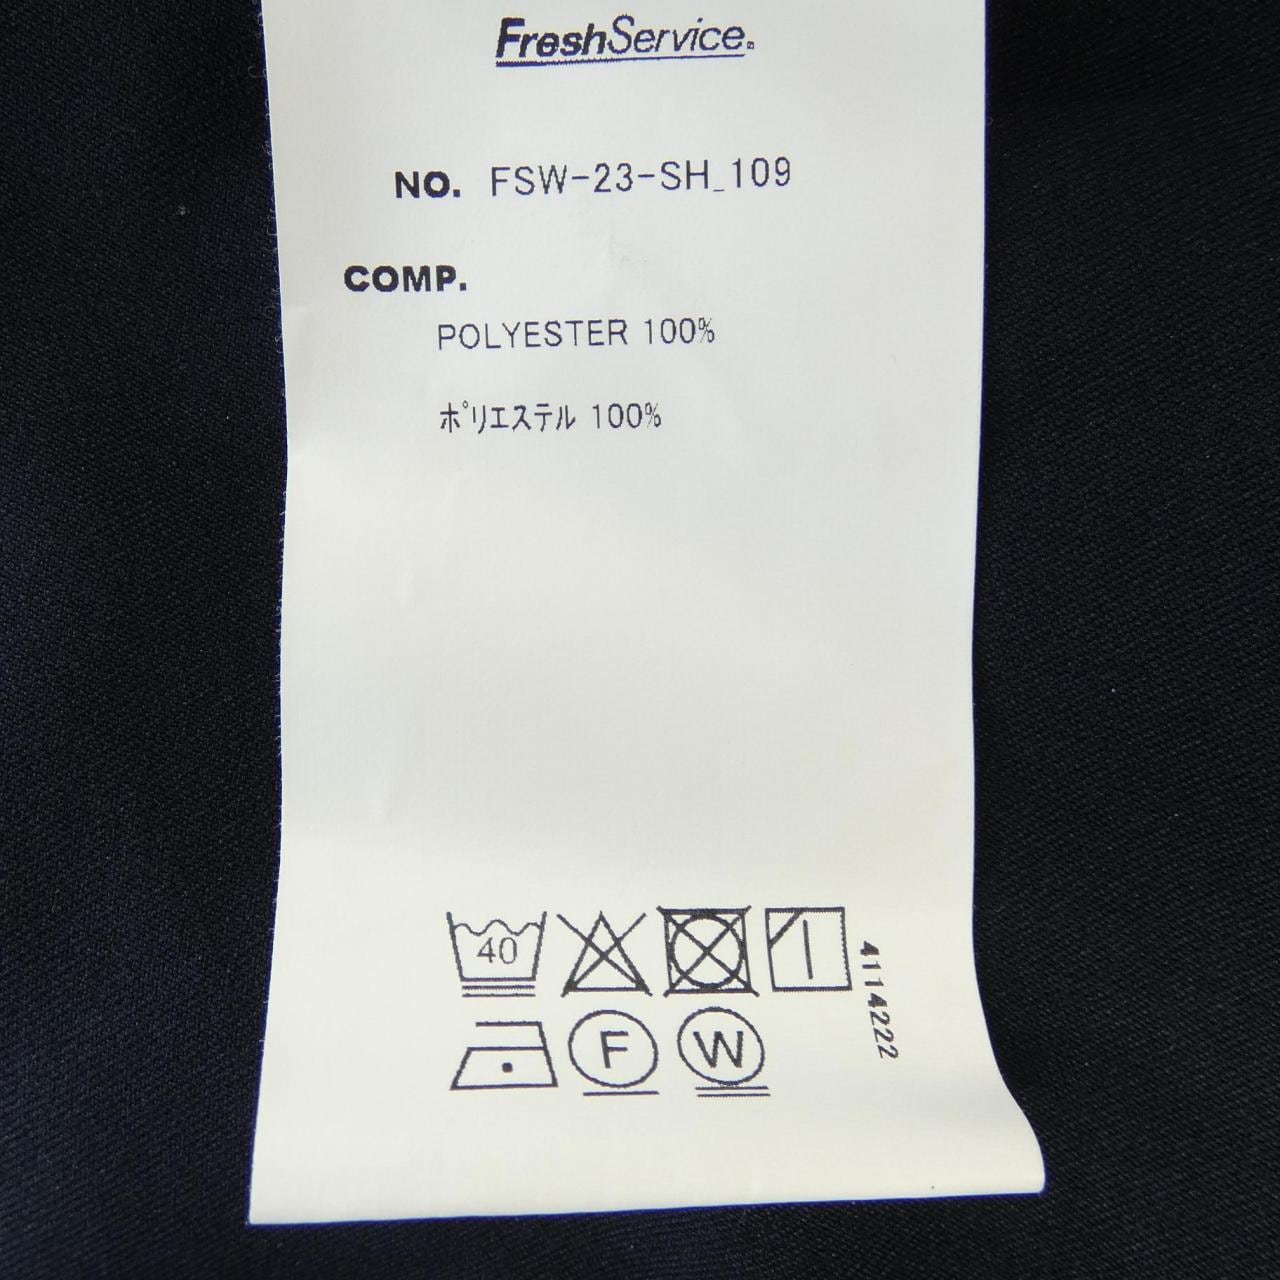 FreshService®
NO. FSW-23-SH_109
COMP.
POLYESTER 100%
ポリエステル 100%
40
4114222
F
W